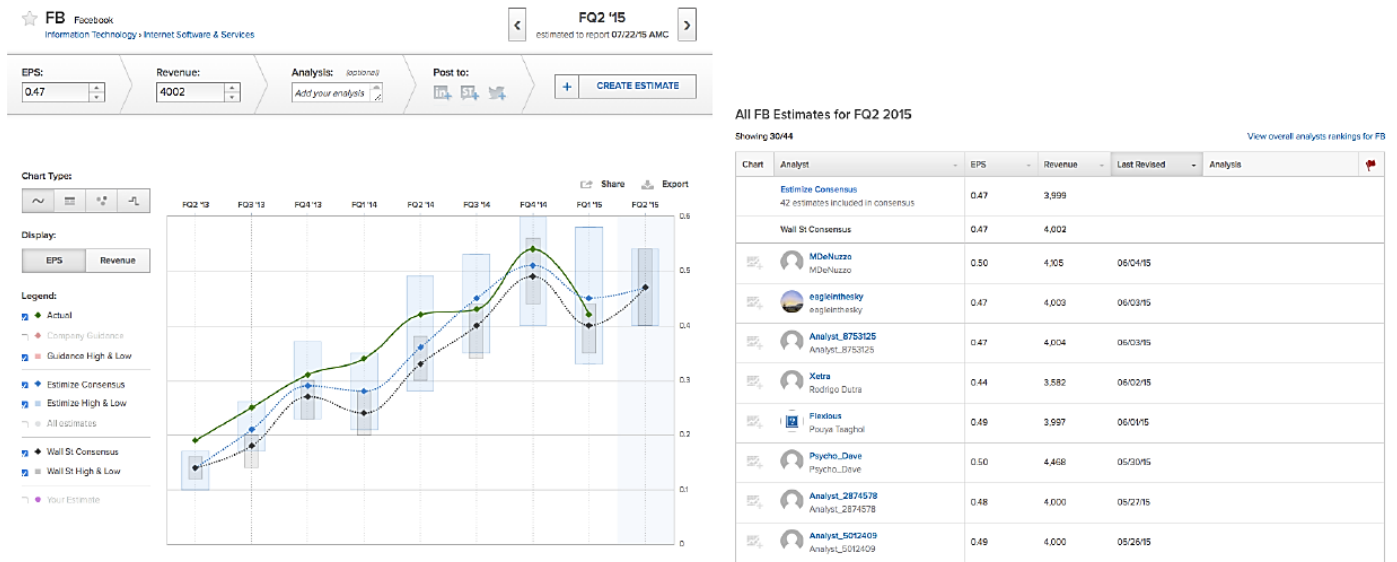 FB Facebook
Information Technology › Internet Software & Services
FQ2 '15
estimated to report 07/22/15 AMC
EPS:
0.47
Revenue:
4002
Analysis: (optional)
Add your analysis
Post to:
+ CREATE ESTIMATE
Chart Type:
Display:
EPS Revenue
Legend:
Actual
Company Guidance
Guidance High & Low
Estimize Consensus
Estimize High & Low
All estimates
Wall St Consensus
Wall St High & Low
Your Estimate
Share Export
FQ2 '13 FQ3 '13 FQ4 '13 FQ1 '14 FQ2 '14 FQ3 '14 FQ4 '14 FQ1 '15 FQ2 '15
0.6
0.5
0.4
0.3
0.2
0.1
0
All FB Estimates for FQ2 2015
Showing 30/44
View overall analysts rankings for FB
Chart Analyst EPS Revenue Last Revised Analysis
Estimize Consensus
42 estimates included in consensus
0.47 3,999
Wall St Consensus 0.47 4,002
MDeNuzzo
MDeNuzzo
0.50 4,105 06/04/15
eagleinthesky
eagleinthesky
0.47 4,003 06/03/15
Analyst_8753125
Analyst_8753125
0.47 4,004 06/03/15
Xetra
Rodrigo Dutra
0.44 3,582 06/02/15
Flexious
Pouya Taaghol
0.49 3,997 06/01/15
Psycho_Dave
Psycho_Dave
0.50 4,468 05/30/15
Analyst_2874578
Analyst_2874578
0.48 4,000 05/27/15
Analyst_5012409
Analyst_5012409
0.49 4,000 05/26/15